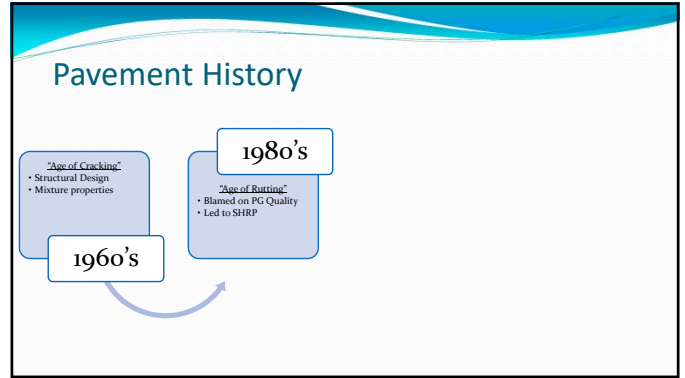 Pavement History
"Age of Cracking"
• Structural Design
• Mixture properties
1960's
1980's
"Age of Rutting"
• Blamed on PG Quality
• Led to SHRP